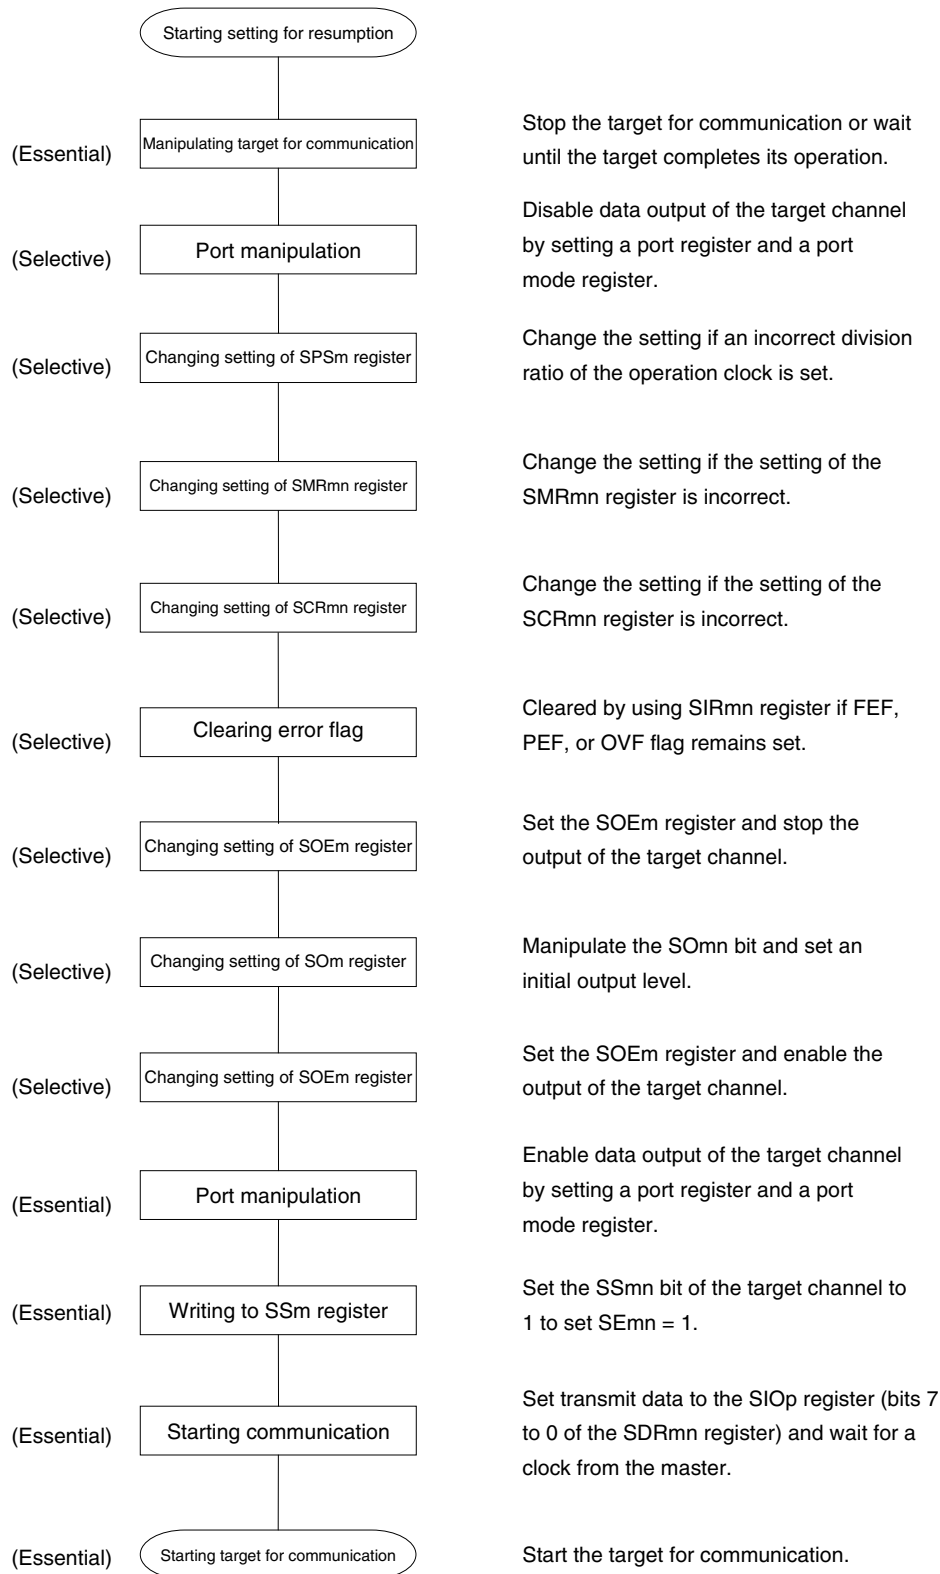 Starting setting for resumption
(Essential)
Manipulating target for communication
Stop the target for communication or wait
until the target completes its operation.
(Selective)
Port manipulation
Disable data output of the target channel
by setting a port register and a port
mode register.
(Selective)
Changing setting of SPSm register
Change the setting if an incorrect division
ratio of the operation clock is set.
(Selective)
Changing setting of SMRmn register
Change the setting if the setting of the
SMRmn register is incorrect.
(Selective)
Changing setting of SCRmn register
Change the setting if the setting of the
SCRmn register is incorrect.
(Selective)
Clearing error flag
Cleared by using SIRmn register if FEF,
PEF, or OVF flag remains set.
(Selective)
Changing setting of SOEm register
Set the SOEm register and stop the
output of the target channel.
(Selective)
Changing setting of SOm register
Manipulate the SOmn bit and set an
initial output level.
(Selective)
Changing setting of SOEm register
Set the SOEm register and enable the
output of the target channel.
(Essential)
Port manipulation
Enable data output of the target channel
by setting a port register and a port
mode register.
(Essential)
Writing to SSm register
Set the SSmn bit of the target channel to
1 to set SEmn = 1.
(Essential)
Starting communication
Set transmit data to the SIOp register (bits 7
to 0 of the SDRmn register) and wait for a
clock from the master.
(Essential)
Starting target for communication
Start the target for communication.